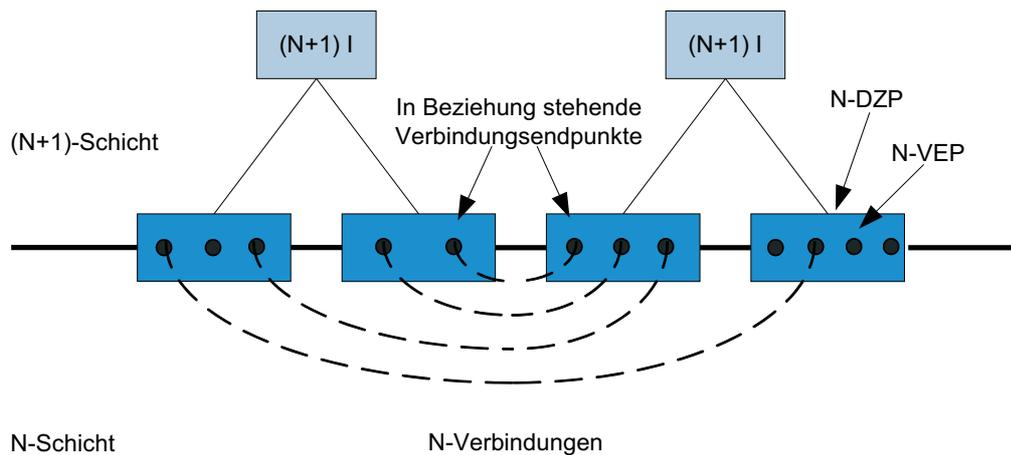 (N+1) I
(N+1) I
In Beziehung stehende
Verbindungsendpunkte
N-DZP
(N+1)-Schicht
N-VEP
N-Schicht
N-Verbindungen